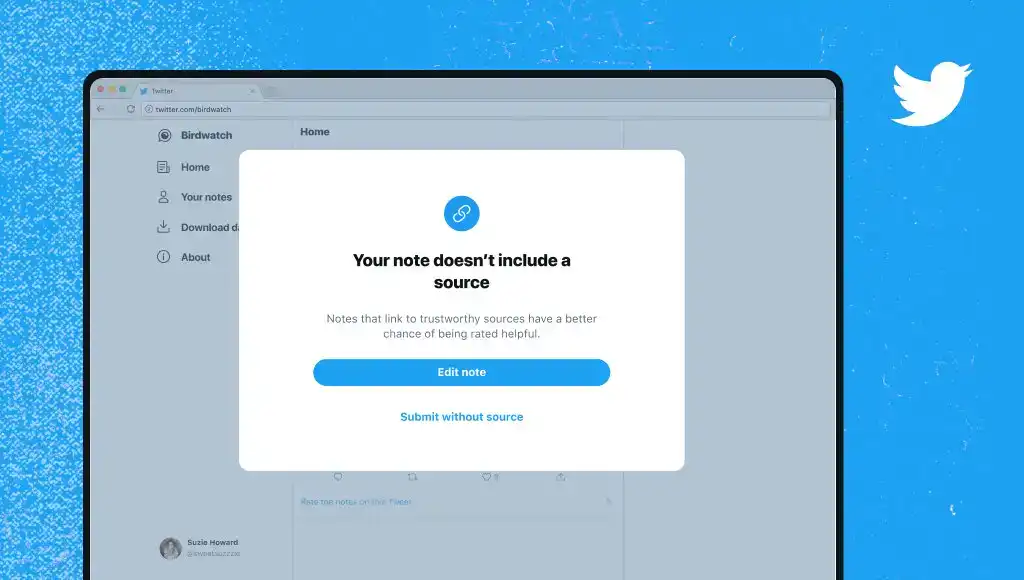 Twitter
twitter.com/birdwatch
Birdwatch
Home
Your notes
Download da
About
Home
Your note doesn’t include a
source
Notes that link to trustworthy sources have a better
chance of being rated helpful.
Edit note
Submit without source
Rate the notes on this Tweet
Suzie Howard